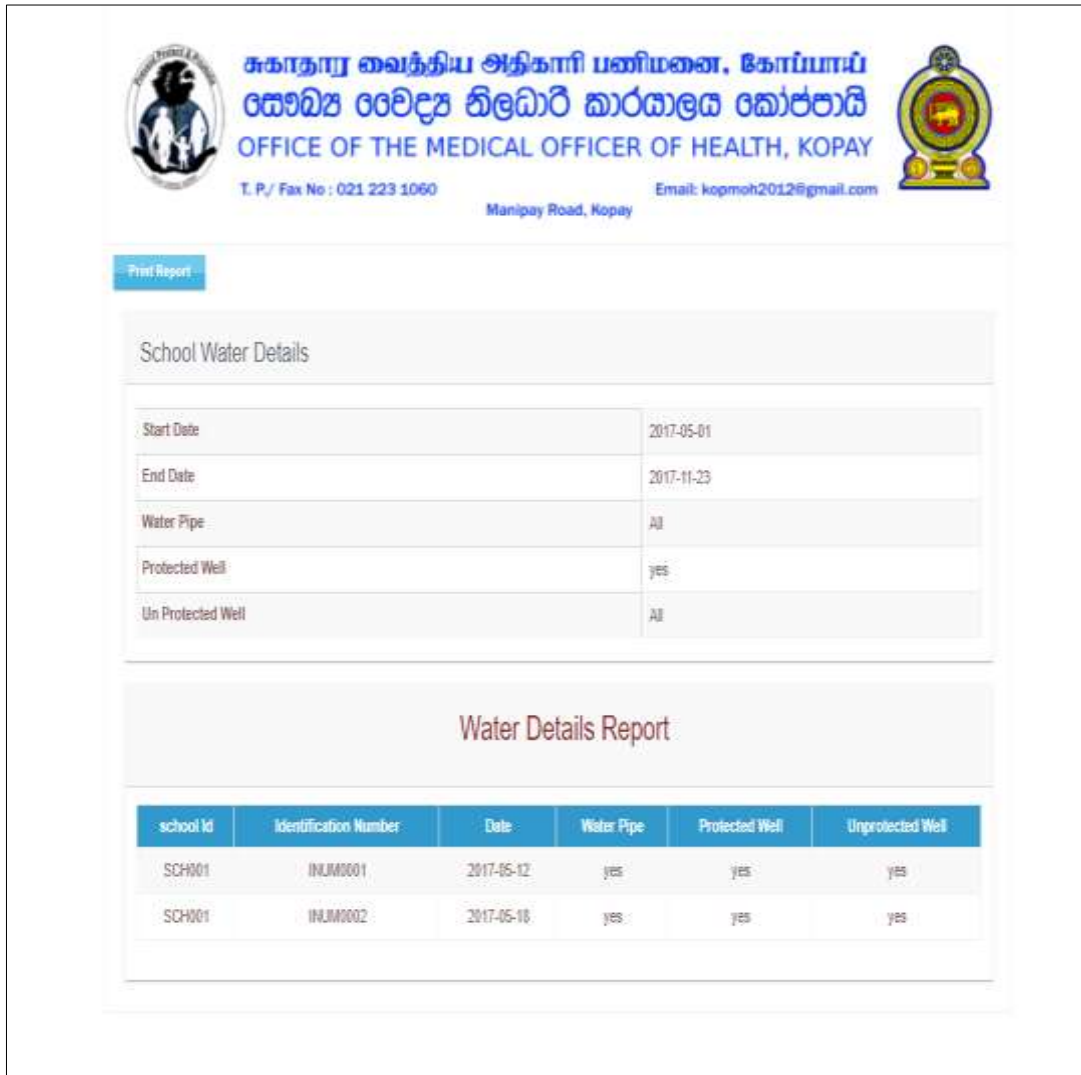 சுகாதார வைத்திய அதிகாரி பணிமனை, கோப்பாய்
සෞඛ්‍ය වෛද්‍ය නිලධාරී කාර්යාලය කෝප්පායි
OFFICE OF THE MEDICAL OFFICER OF HEALTH, KOPAY
T. P./ Fax No : 021 223 1060 Email: kopmoh2012@gmail.com
Manipay Road, Kopay
Print Report
School Water Details
Start Date 2017-05-01
End Date 2017-11-23
Water Pipe All
Protected Well yes
Un Protected Well All
Water Details Report
school Id Identification Number Date Water Pipe Protected Well Unprotected Well
SCH001 INUM0001 2017-05-12 yes yes yes
SCH001 INUM0002 2017-05-18 yes yes yes